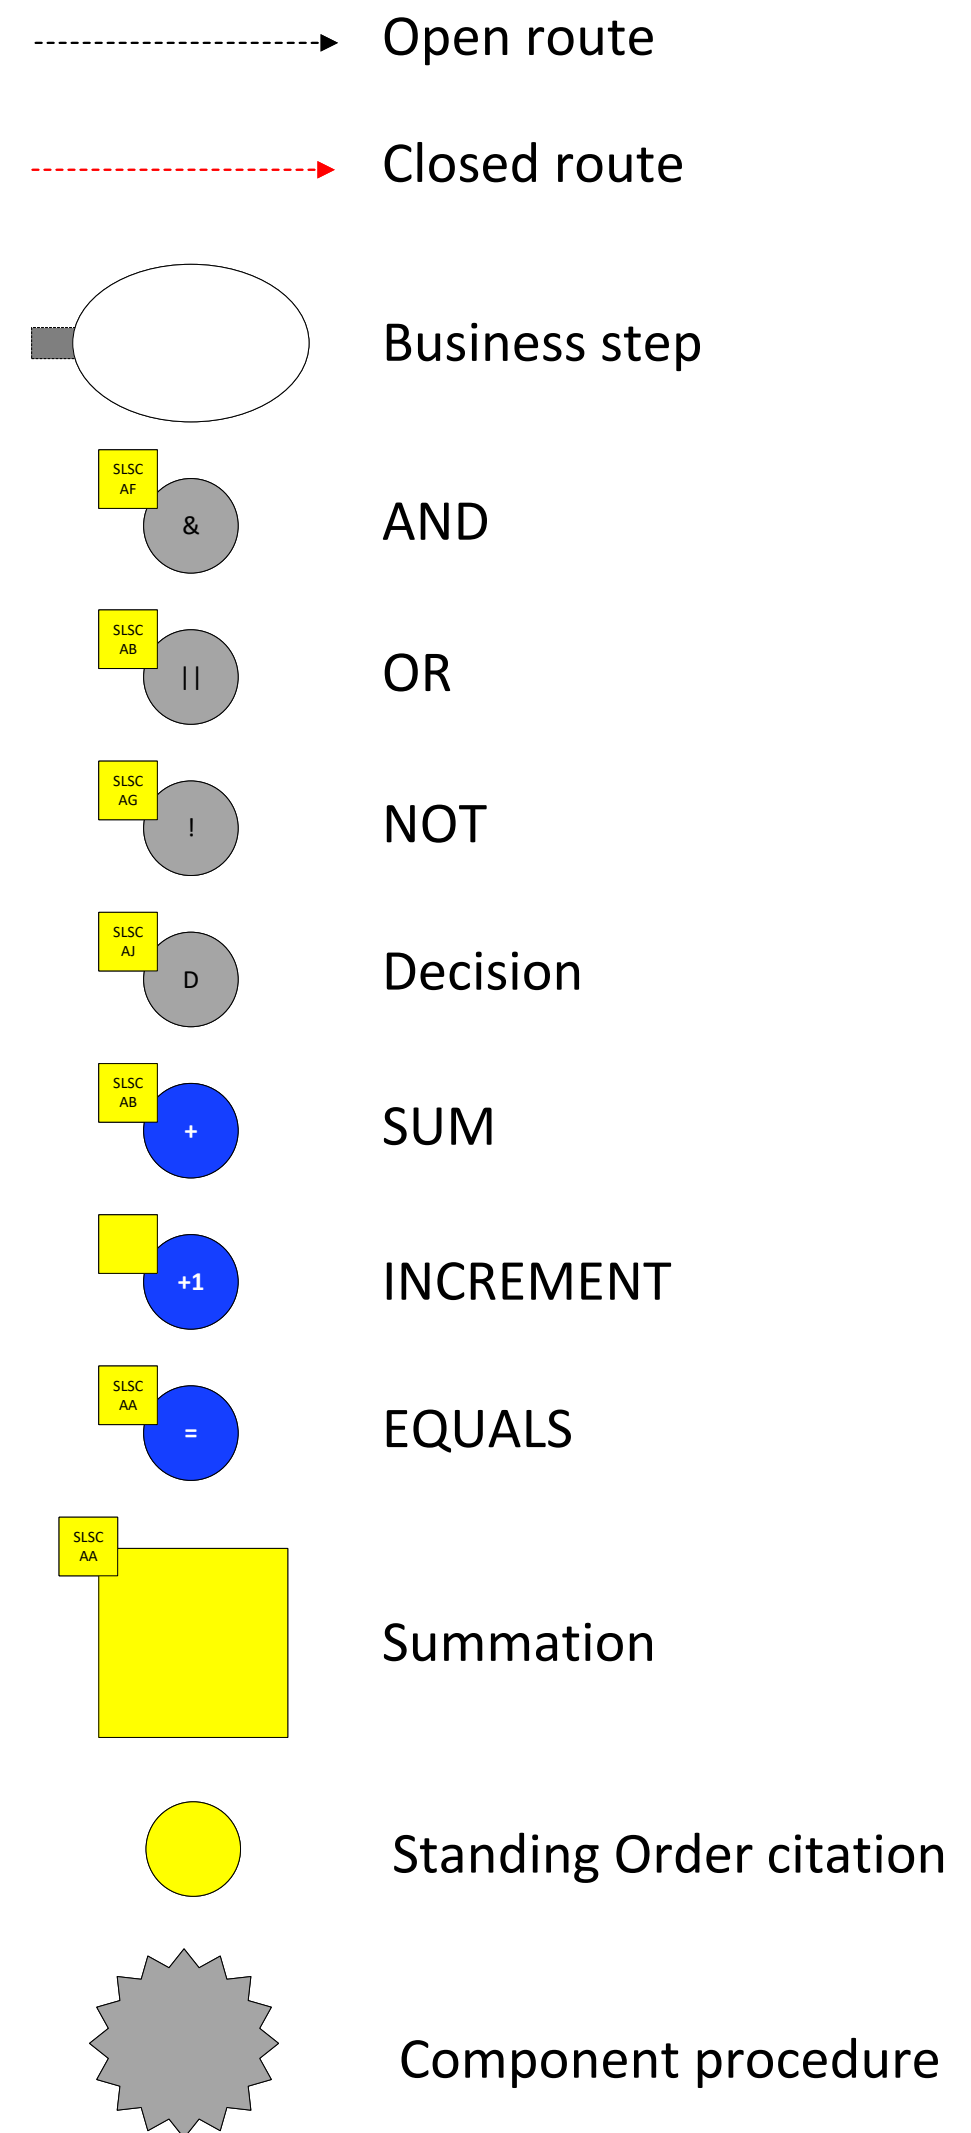 Open route
Closed route
Business step
SLSC
AF
&
AND
SLSC
AB
||
OR
SLSC
AG
!
NOT
SLSC
AJ
D
Decision
SLSC
AB
+
SUM
+1
INCREMENT
SLSC
AA
=
EQUALS
SLSC
AA
Summation
Standing Order citation
Component procedure